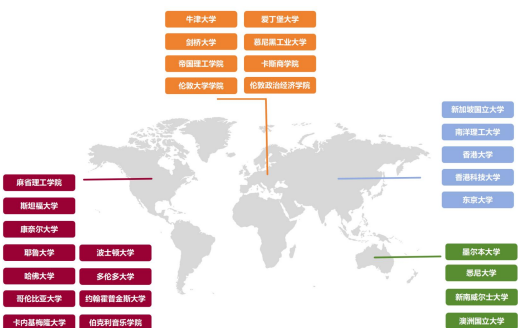 牛津大学
爱丁堡大学
剑桥大学
慕尼黑工业大学
帝国理工学院
卡斯商学院
伦敦大学学院
伦敦政治经济学院
新加坡国立大学
南洋理工大学
香港大学
香港科技大学
东京大学
麻省理工学院
斯坦福大学
康奈尔大学
耶鲁大学
波士顿大学
哈佛大学
多伦多大学
哥伦比亚大学
约翰霍普金斯大学
卡内基梅隆大学
伯克利音乐学院
墨尔本大学
悉尼大学
新南威尔士大学
澳洲国立大学